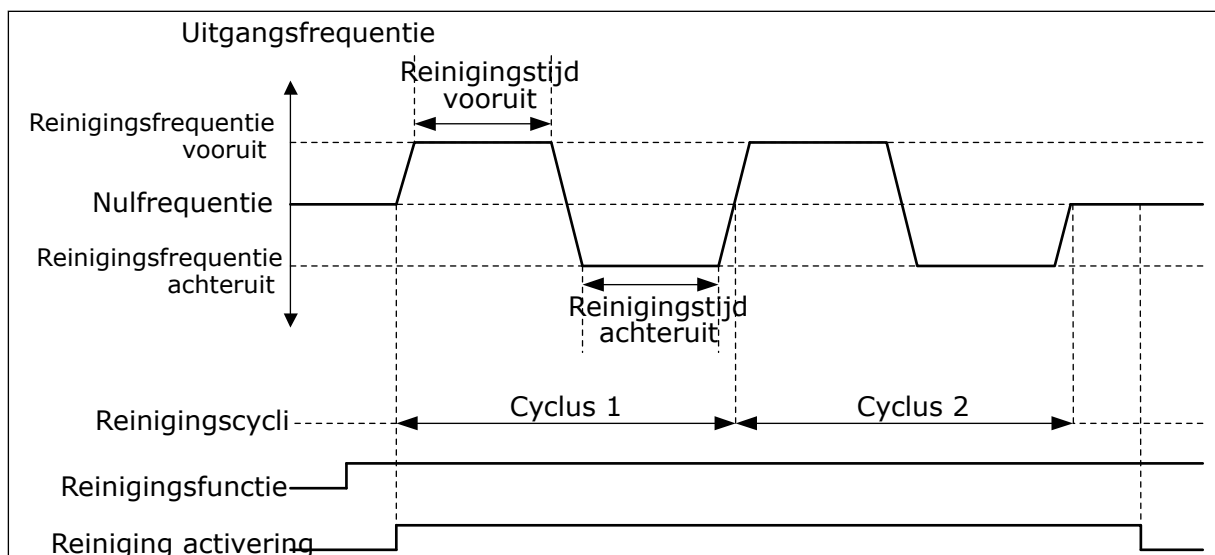 Uitgangsfrequentie
Reinigingstijd
vooruit
Reinigingsfrequentie
vooruit
Nulfrequentie
Reinigingsfrequentie
achteruit
Reinigingstijd
achteruit
Reinigingscycli
Cyclus 1
Cyclus 2
Reinigingsfunctie
Reiniging activering